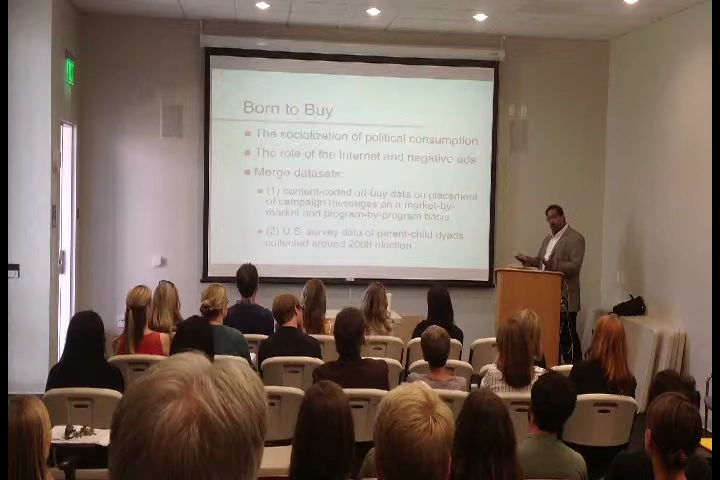 EXIT
Born to Buy
The socialization of political consumption
The role of the Internet and negative ads
Merge datasets:
(1) content-coded ad-buy data on placement
of campaign messages on a market-by-
market and program-by-program basis
(2) U.S. survey data of parent-child dyads
collected around 2008 election